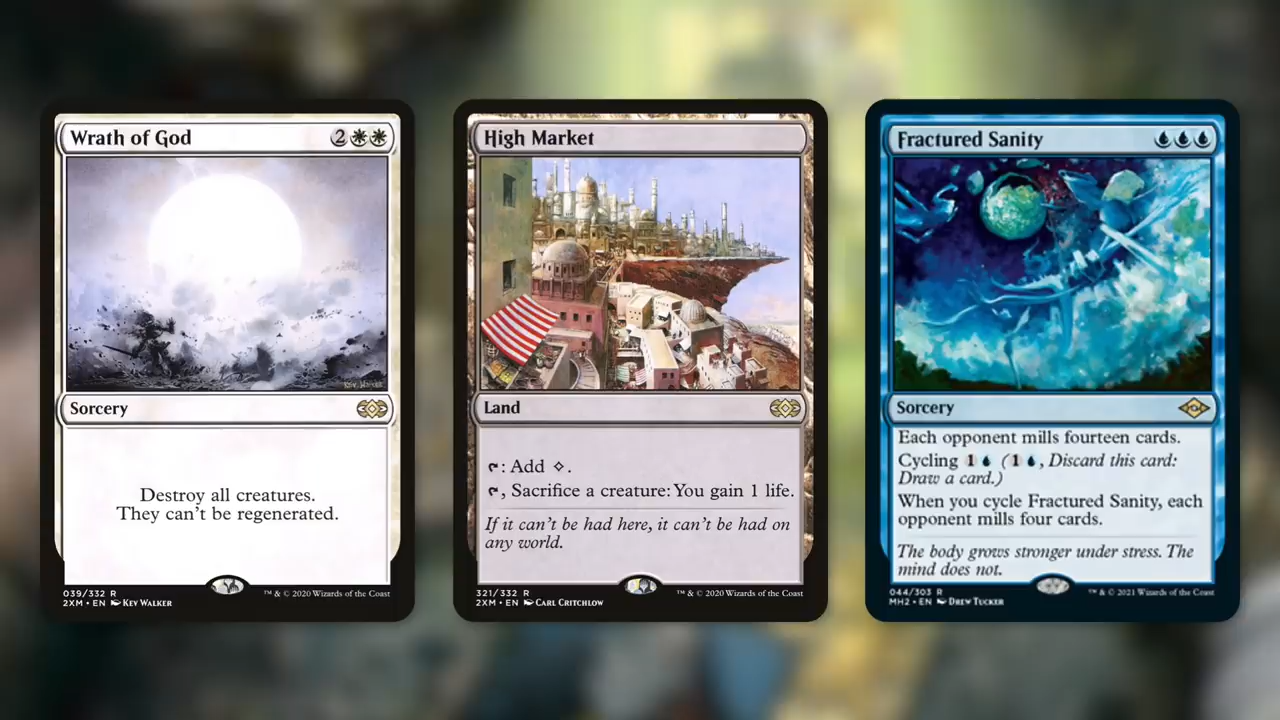 Wrath of God 2
Sorcery
Destroy all creatures.
They can't be regenerated.
039/332 R
2XM • EN Kev Walker
™ & © 2020 Wizards of the Coast
High Market
Land
: Add .
, Sacrifice a creature: You gain 1 life.
If it can't be had here, it can't be had on
any world.
321/332 R
2XM • EN Carl Critchlow
™ & © 2020 Wizards of the Coast
Fractured Sanity
Sorcery
Each opponent mills fourteen cards.
Cycling 1 (1 , Discard this card:
Draw a card.)
When you cycle Fractured Sanity, each
opponent mills four cards.
The body grows stronger under stress. The
mind does not.
044/303 R
MH2 • EN Drew Tucker
™ & © 2021 Wizards of the Coast